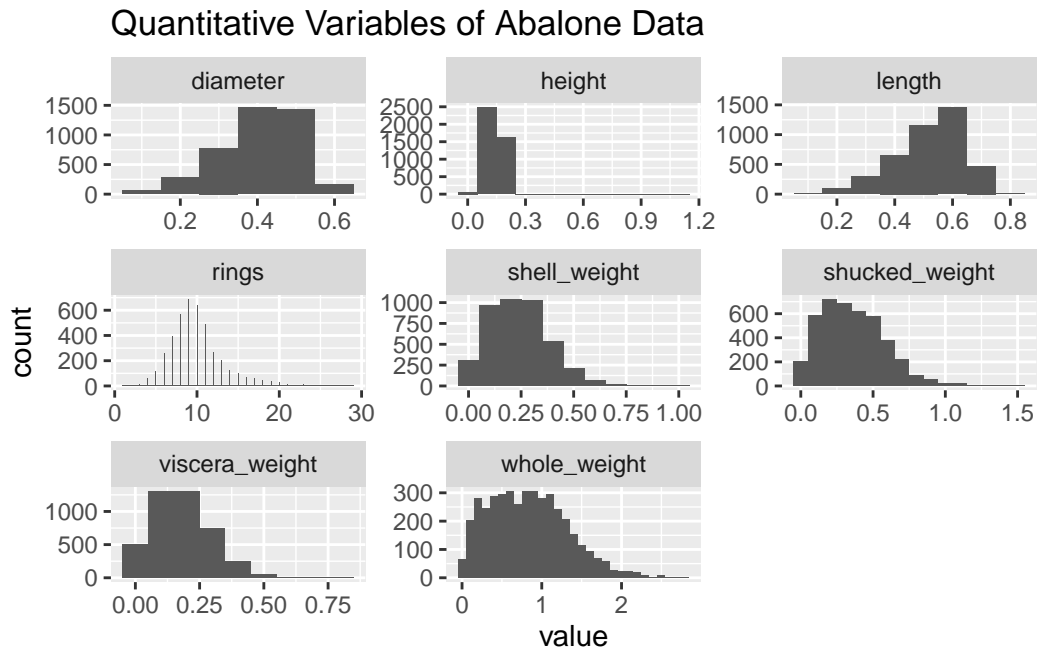 Quantitative Variables of Abalone Data
diameter
height
length
1500
1000
500
0
0.2 0.4 0.6
2500
2000
1500
1000
500
0
0.0 0.3 0.6 0.9 1.2
1500
1000
500
0
0.2 0.4 0.6 0.8
rings
shell_weight
shucked_weight
600
400
200
0
0 10 20 30
1000
750
500
250
0
0.00 0.25 0.50 0.75 1.00
600
400
200
0
0.0 0.5 1.0 1.5
viscera_weight
whole_weight
1000
500
0
0.00 0.25 0.50 0.75
300
200
100
0
0 1 2
count
value